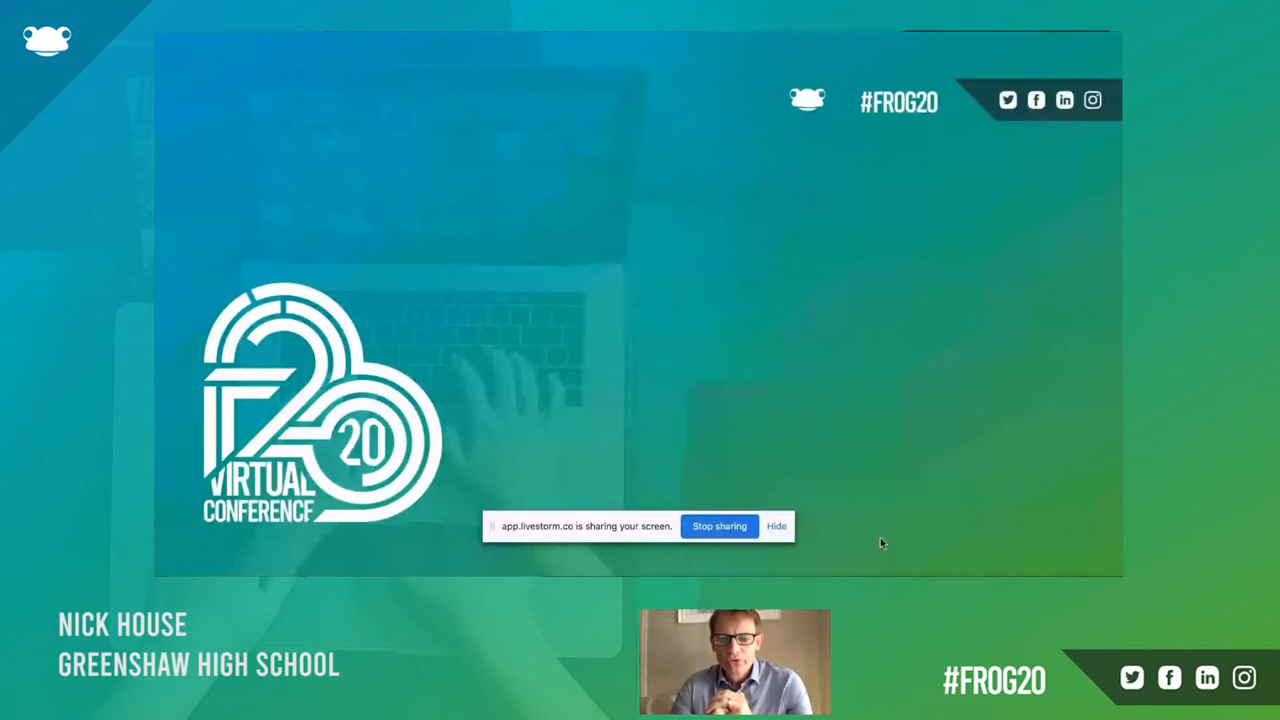 #FROG20
20
VIRTUAL
CONFERENCE
app.livestorm.co is sharing your screen.
Stop sharing
Hide
NICK HOUSE
GREENSHAW HIGH SCHOOL
#FROG20